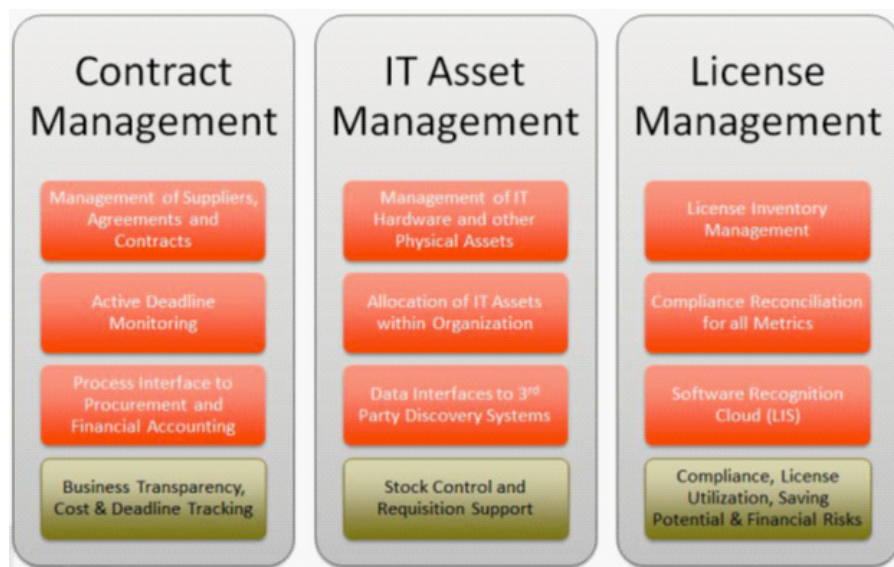 Contract
Management
Management of Suppliers,
Agreements and
Contracts
Active Deadline
Monitoring
Process Interface to
Procurement and
Financial Accounting
Business Transparency,
Cost & Deadline Tracking
IT Asset
Management
Management of IT
Hardware and other
Physical Assets
Allocation of IT Assets
within Organization
Data Interfaces to 3rd
Party Discovery Systems
Stock Control and
Requisition Support
License
Management
License Inventory
Management
Compliance Reconciliation
for all Metrics
Software Recognition
Cloud (LIS)
Compliance, License
Utilization, Saving
Potential & Financial Risks